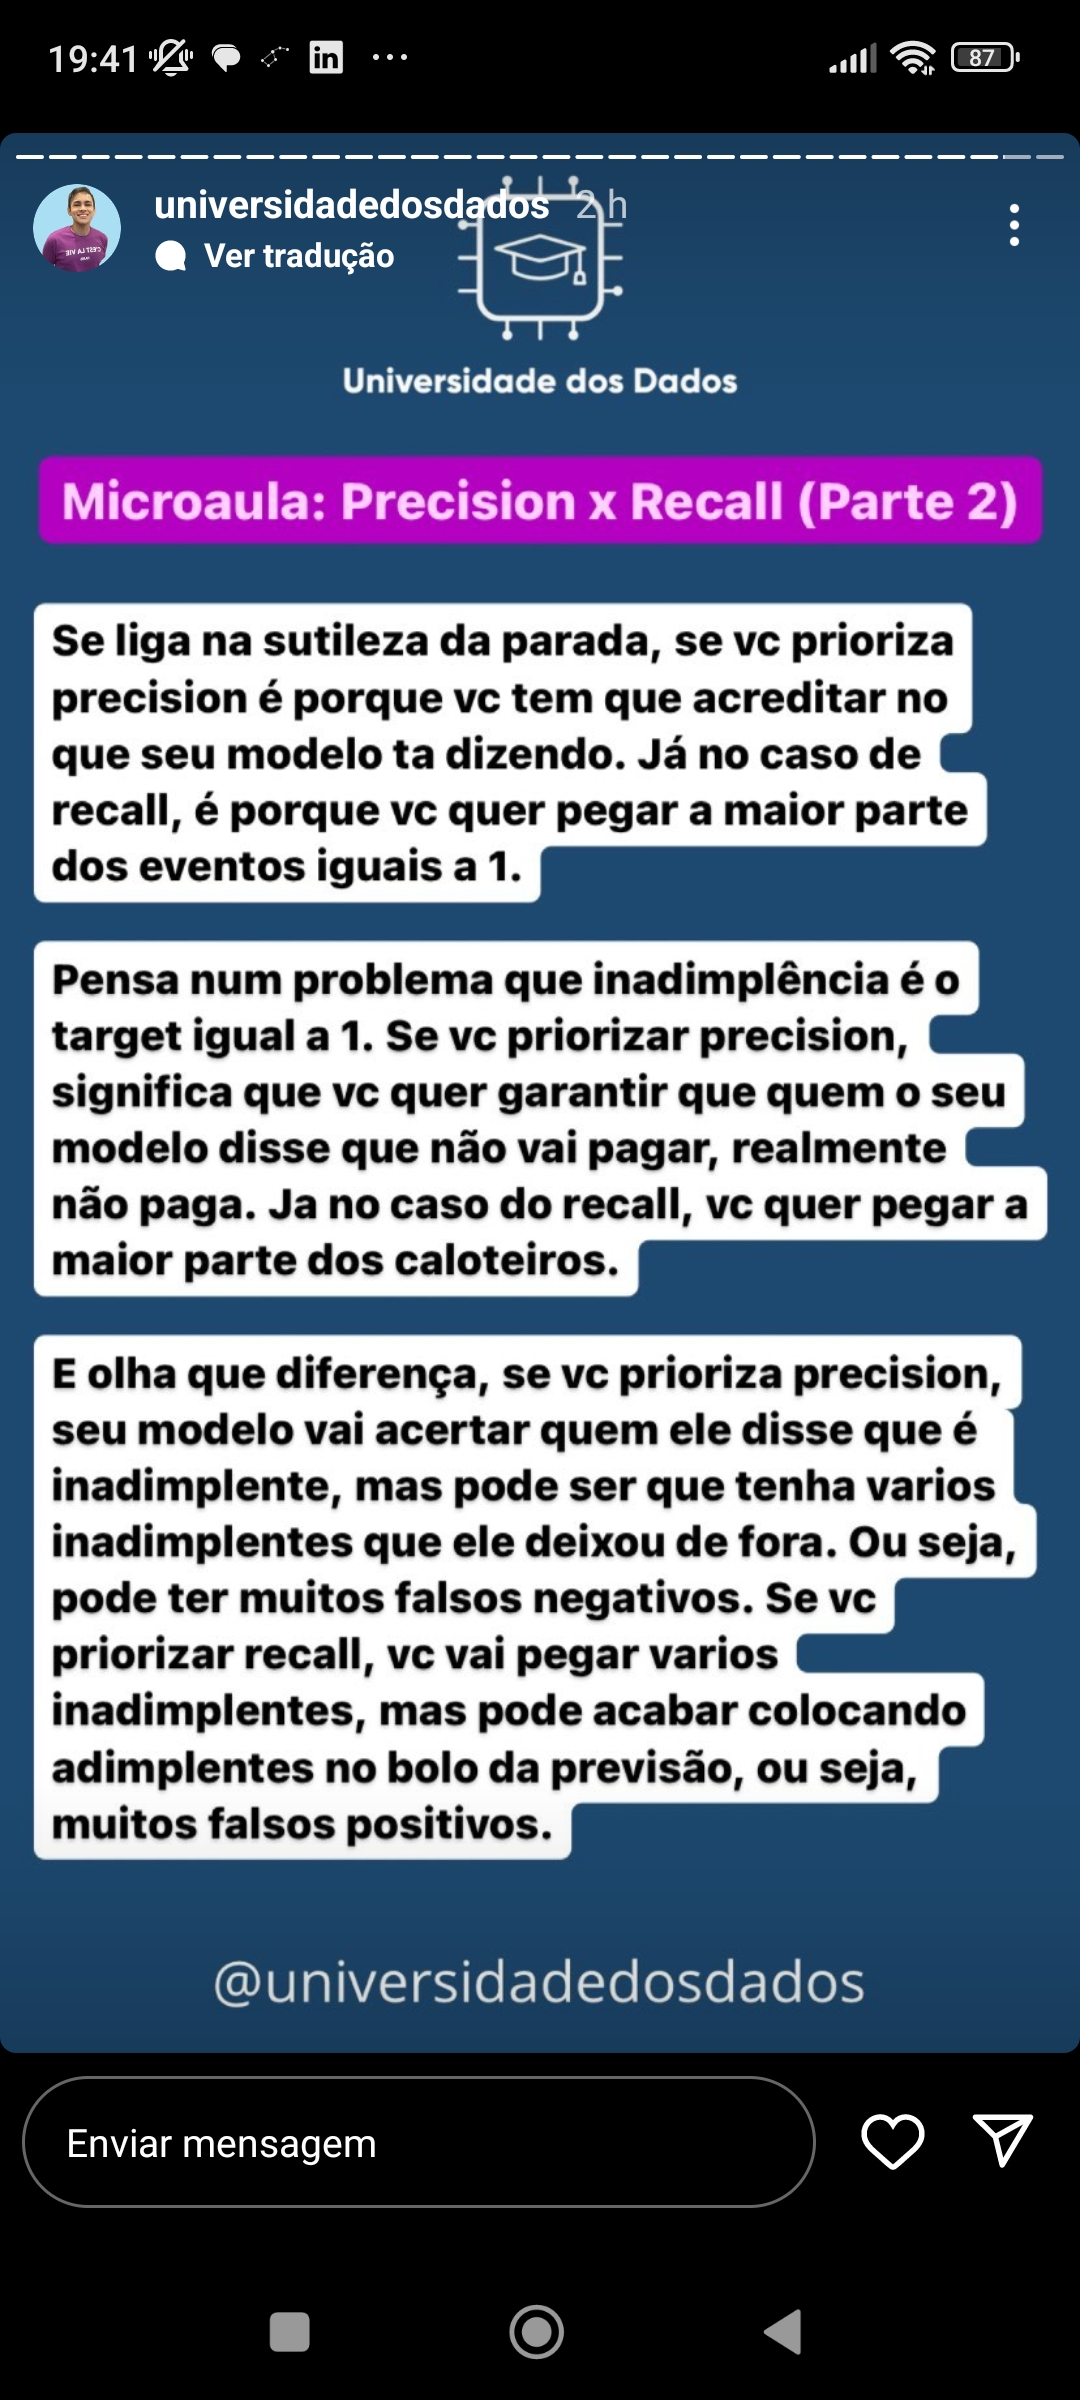 19:41
87
universidadedosdados 2 h
Ver tradução
Universidade dos Dados
Microaula: Precision x Recall (Parte 2)
Se liga na sutileza da parada, se vc prioriza
precision é porque vc tem que acreditar no
que seu modelo ta dizendo. Já no caso de
recall, é porque vc quer pegar a maior parte
dos eventos iguais a 1.
Pensa num problema que inadimplência é o
target igual a 1. Se vc priorizar precision,
significa que vc quer garantir que quem o seu
modelo disse que não vai pagar, realmente
não paga. Ja no caso do recall, vc quer pegar a
maior parte dos caloteiros.
E olha que diferença, se vc prioriza precision,
seu modelo vai acertar quem ele disse que é
inadimplente, mas pode ser que tenha varios
inadimplentes que ele deixou de fora. Ou seja,
pode ter muitos falsos negativos. Se vc
priorizar recall, vc vai pegar varios
inadimplentes, mas pode acabar colocando
adimplentes no bolo da previsão, ou seja,
muitos falsos positivos.
@universidadedosdados
Enviar mensagem